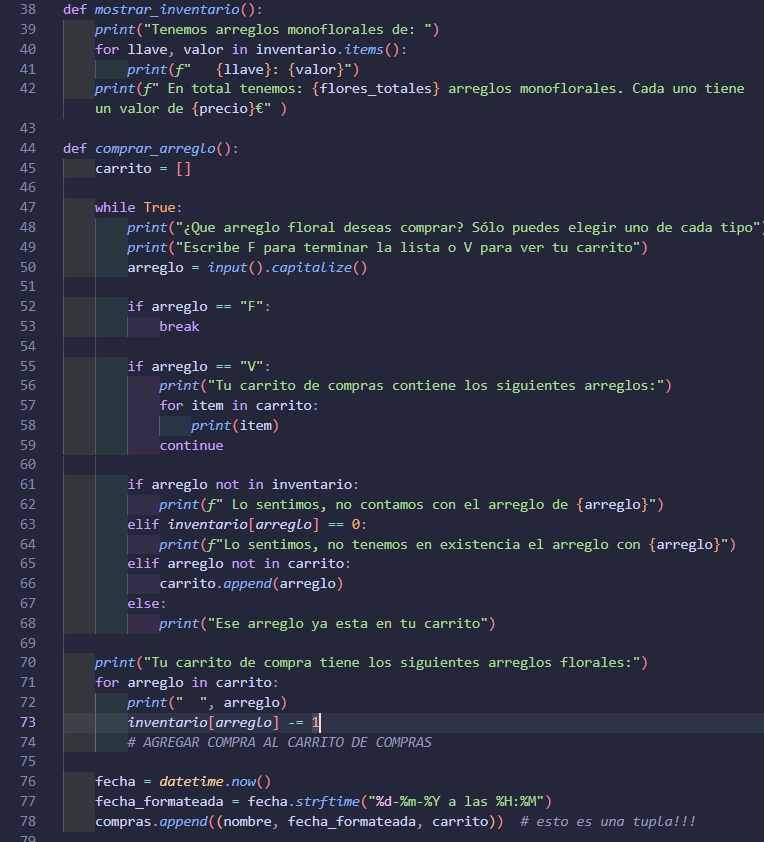 38 def mostrar_inventario():
39     print("Tenemos arreglos monoflorales de: ")
40     for llave, valor in inventario.items():
41         print(f"   {llave}: {valor}")
42     print(f" En total tenemos: {flores_totales} arreglos monoflorales. Cada uno tiene
    un valor de {precio}€" )
43
44 def comprar_arreglo():
45     carrito = []
46
47     while True:
48         print("¿Que arreglo floral deseas comprar? Sólo puedes elegir uno de cada tipo")
49         print("Escribe F para terminar la lista o V para ver tu carrito")
50         arreglo = input().capitalize()
51
52         if arreglo == "F":
53             break
54
55         if arreglo == "V":
56             print("Tu carrito de compras contiene los siguientes arreglos:")
57             for item in carrito:
58                 print(item)
59             continue
60
61         if arreglo not in inventario:
62             print(f" Lo sentimos, no contamos con el arreglo de {arreglo}")
63         elif inventario[arreglo] == 0:
64             print(f"Lo sentimos, no tenemos en existencia el arreglo con {arreglo}")
65         elif arreglo not in carrito:
66             carrito.append(arreglo)
67         else:
68             print("Ese arreglo ya esta en tu carrito")
69
70     print("Tu carrito de compra tiene los siguientes arreglos florales:")
71     for arreglo in carrito:
72         print("  ", arreglo)
73         inventario[arreglo] -= 1
74         # AGREGAR COMPRA AL CARRITO DE COMPRAS
75
76     fecha = datetime.now()
77     fecha_formateada = fecha.strftime("%d-%m-%Y a las %H:%M")
78     compras.append((nombre, fecha_formateada, carrito))  # esto es una tupla!!!
79